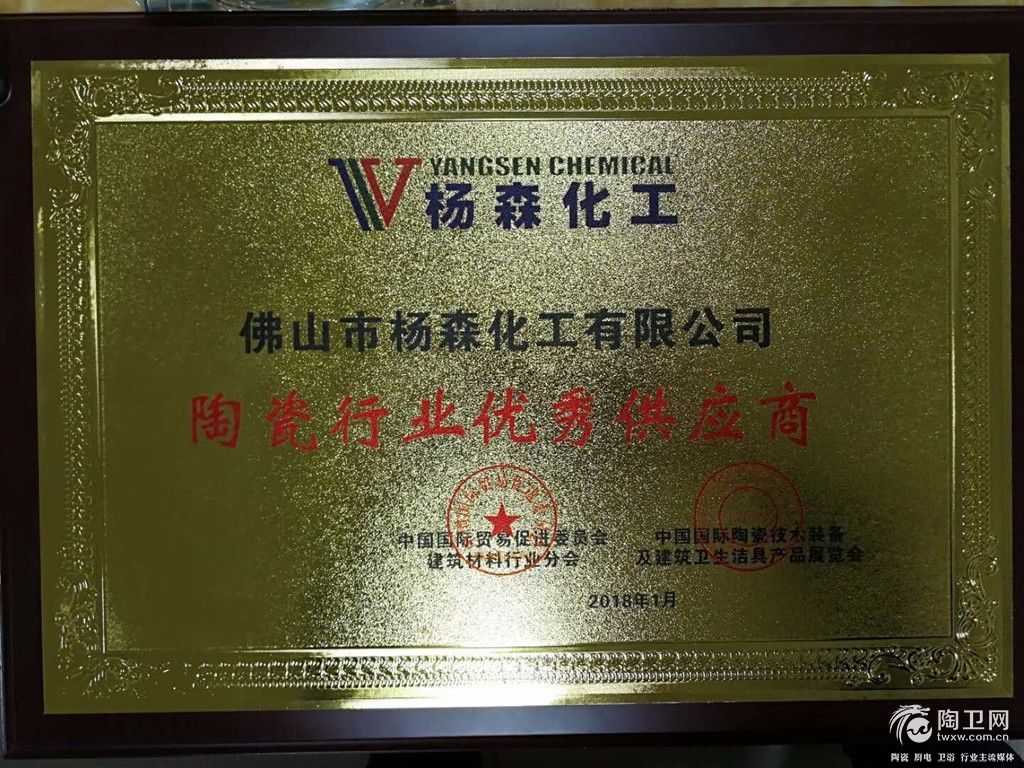 YANGSEN CHEMICAL
杨森化工
佛山市杨森化工有限公司
陶瓷行业优秀供应商
中国国际贸易促进委员会
建筑材料行业分会
中国国际陶瓷技术装备
及建筑卫生洁具产品展览会
2018年1月
陶卫网
twxw.com.cn
陶瓷 厨电 卫浴 行业主流媒体